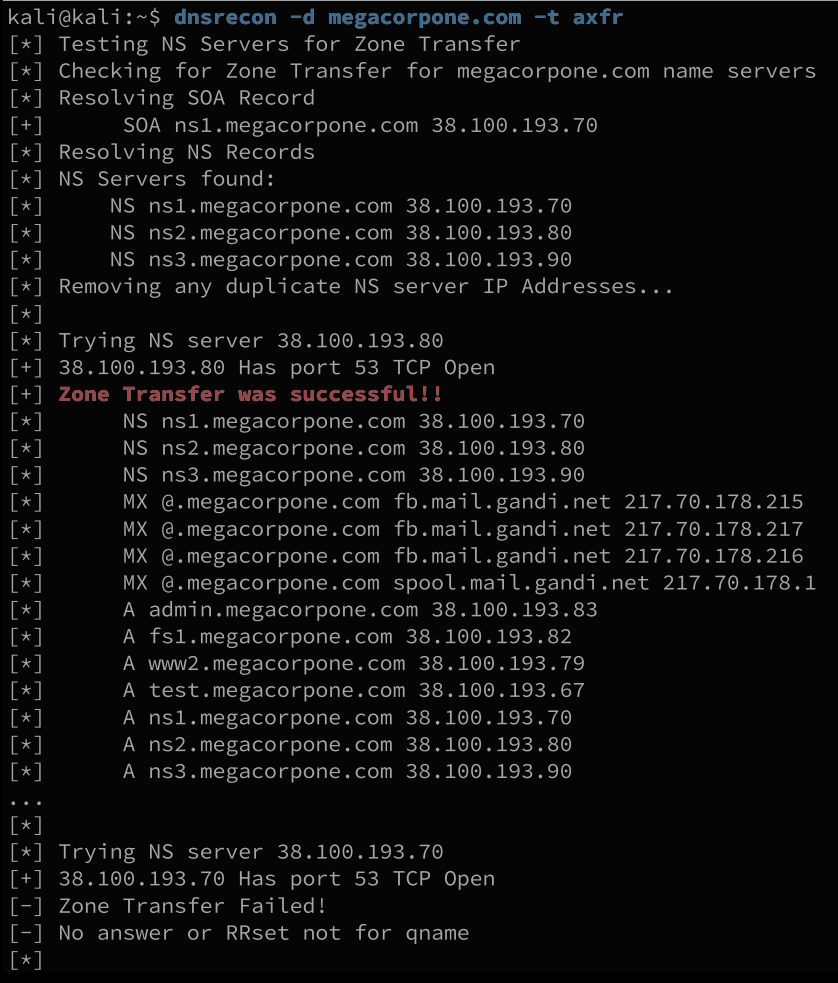 kali@kali:~$ dnsrecon -d megacorpone.com -t axfr
[*] Testing NS Servers for Zone Transfer
[*] Checking for Zone Transfer for megacorpone.com name servers
[*] Resolving SOA Record
[+]      SOA ns1.megacorpone.com 38.100.193.70
[*] Resolving NS Records
[*] NS Servers found:
[*]     NS ns1.megacorpone.com 38.100.193.70
[*]     NS ns2.megacorpone.com 38.100.193.80
[*]     NS ns3.megacorpone.com 38.100.193.90
[*] Removing any duplicate NS server IP Addresses...
[*]
[*] Trying NS server 38.100.193.80
[+] 38.100.193.80 Has port 53 TCP Open
[+] Zone Transfer was successful!!
[*]      NS ns1.megacorpone.com 38.100.193.70
[*]      NS ns2.megacorpone.com 38.100.193.80
[*]      NS ns3.megacorpone.com 38.100.193.90
[*]      MX @.megacorpone.com fb.mail.gandi.net 217.70.178.215
[*]      MX @.megacorpone.com fb.mail.gandi.net 217.70.178.217
[*]      MX @.megacorpone.com fb.mail.gandi.net 217.70.178.216
[*]      MX @.megacorpone.com spool.mail.gandi.net 217.70.178.1
[*]      A admin.megacorpone.com 38.100.193.83
[*]      A fs1.megacorpone.com 38.100.193.82
[*]      A www2.megacorpone.com 38.100.193.79
[*]      A test.megacorpone.com 38.100.193.67
[*]      A ns1.megacorpone.com 38.100.193.70
[*]      A ns2.megacorpone.com 38.100.193.80
[*]      A ns3.megacorpone.com 38.100.193.90
...
[*]
[*] Trying NS server 38.100.193.70
[+] 38.100.193.70 Has port 53 TCP Open
[-] Zone Transfer Failed!
[-] No answer or RRset not for qname
[*]